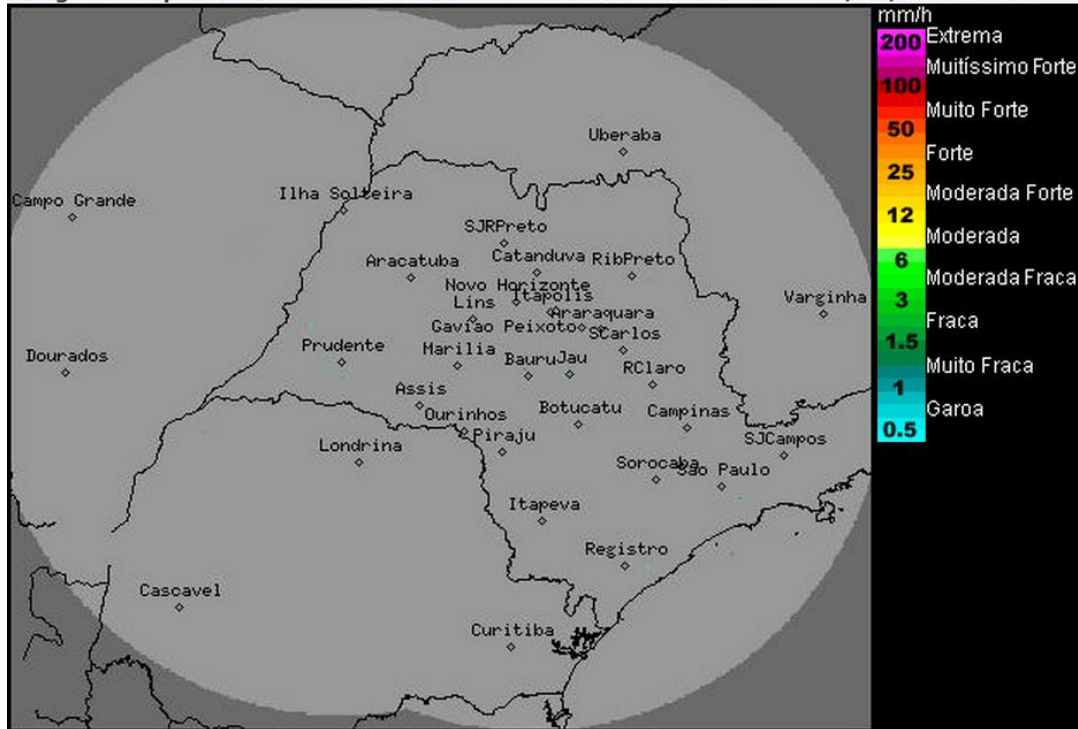 mm/h
200 Extrema
Muitíssimo Forte
100
Muito Forte
50
Forte
25
Moderada Forte
12
Moderada
6
Moderada Fraca
3
Fraca
1.5
Muito Fraca
1
Garoa
0.5
Uberaba
Campo Grande
Ilha Solteira
SJRPreto
Aracatuba
Catanduva
RibPreto
Novo Horizonte
Itapolis
Lins
Araraquara
Varginha
Gaviao Peixoto
SCarlos
Dourados
Prudente
Marilia
Bauru
Jau
RClaro
Assis
Ourinhos
Botucatu
Campinas
Piraju
Londrina
SJCampos
Sorocaba
Sao Paulo
Itapeva
Registro
Cascavel
Curitiba